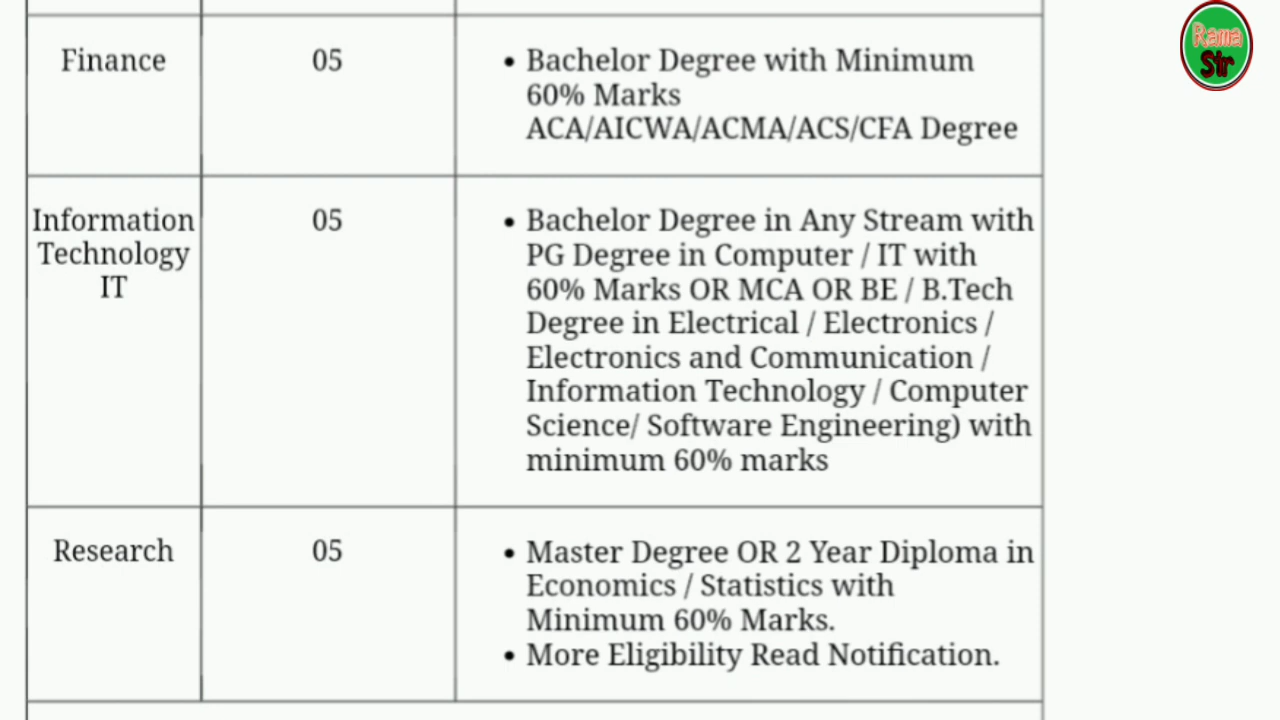 Finance
05
• Bachelor Degree with Minimum
60% Marks
ACA/AICWA/ACMA/ACS/CFA Degree
Information
Technology
IT
05
• Bachelor Degree in Any Stream with
PG Degree in Computer / IT with
60% Marks OR MCA OR BE / B.Tech
Degree in Electrical / Electronics /
Electronics and Communication /
Information Technology / Computer
Science/ Software Engineering) with
minimum 60% marks
Research
05
• Master Degree OR 2 Year Diploma in
Economics / Statistics with
Minimum 60% Marks.
• More Eligibility Read Notification.
Rama
Sir